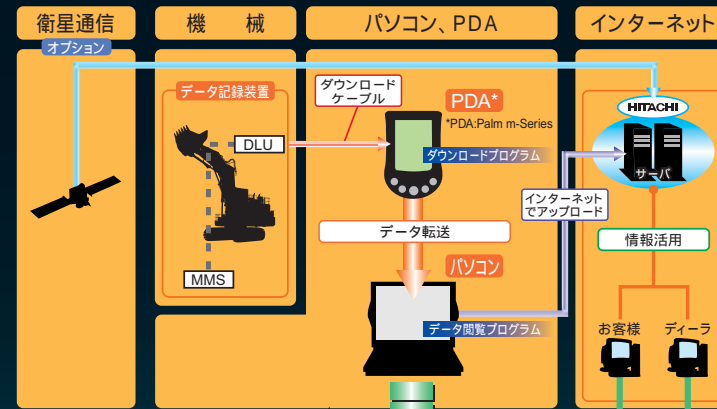 衛星通信
オプション
機 械
データ記録装置
DLU
MMS
パソコン、PDA
ダウンロード
ケーブル
PDA*
*PDA:Palm m-Series
ダウンロードプログラム
データ転送
パソコン
データ閲覧プログラム
インターネット
でアップロード
インターネット
HITACHI
サーバ
情報活用
お客様
ディーラ